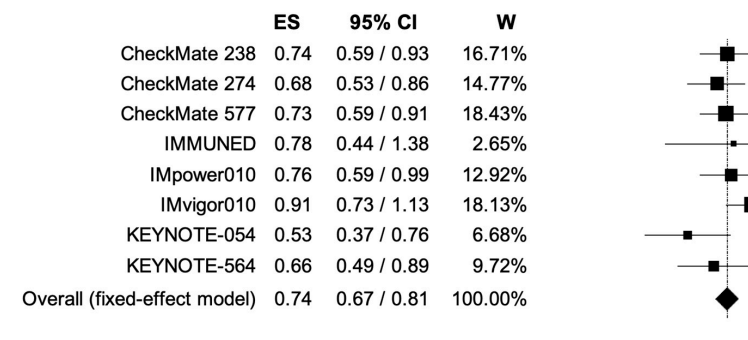 ES 95% CI W
CheckMate 238 0.74 0.59 / 0.93 16.71%
CheckMate 274 0.68 0.53 / 0.86 14.77%
CheckMate 577 0.73 0.59 / 0.91 18.43%
IMMUNED 0.78 0.44 / 1.38 2.65%
IMpower010 0.76 0.59 / 0.99 12.92%
IMvigor010 0.91 0.73 / 1.13 18.13%
KEYNOTE-054 0.53 0.37 / 0.76 6.68%
KEYNOTE-564 0.66 0.49 / 0.89 9.72%
Overall (fixed-effect model) 0.74 0.67 / 0.81 100.00%